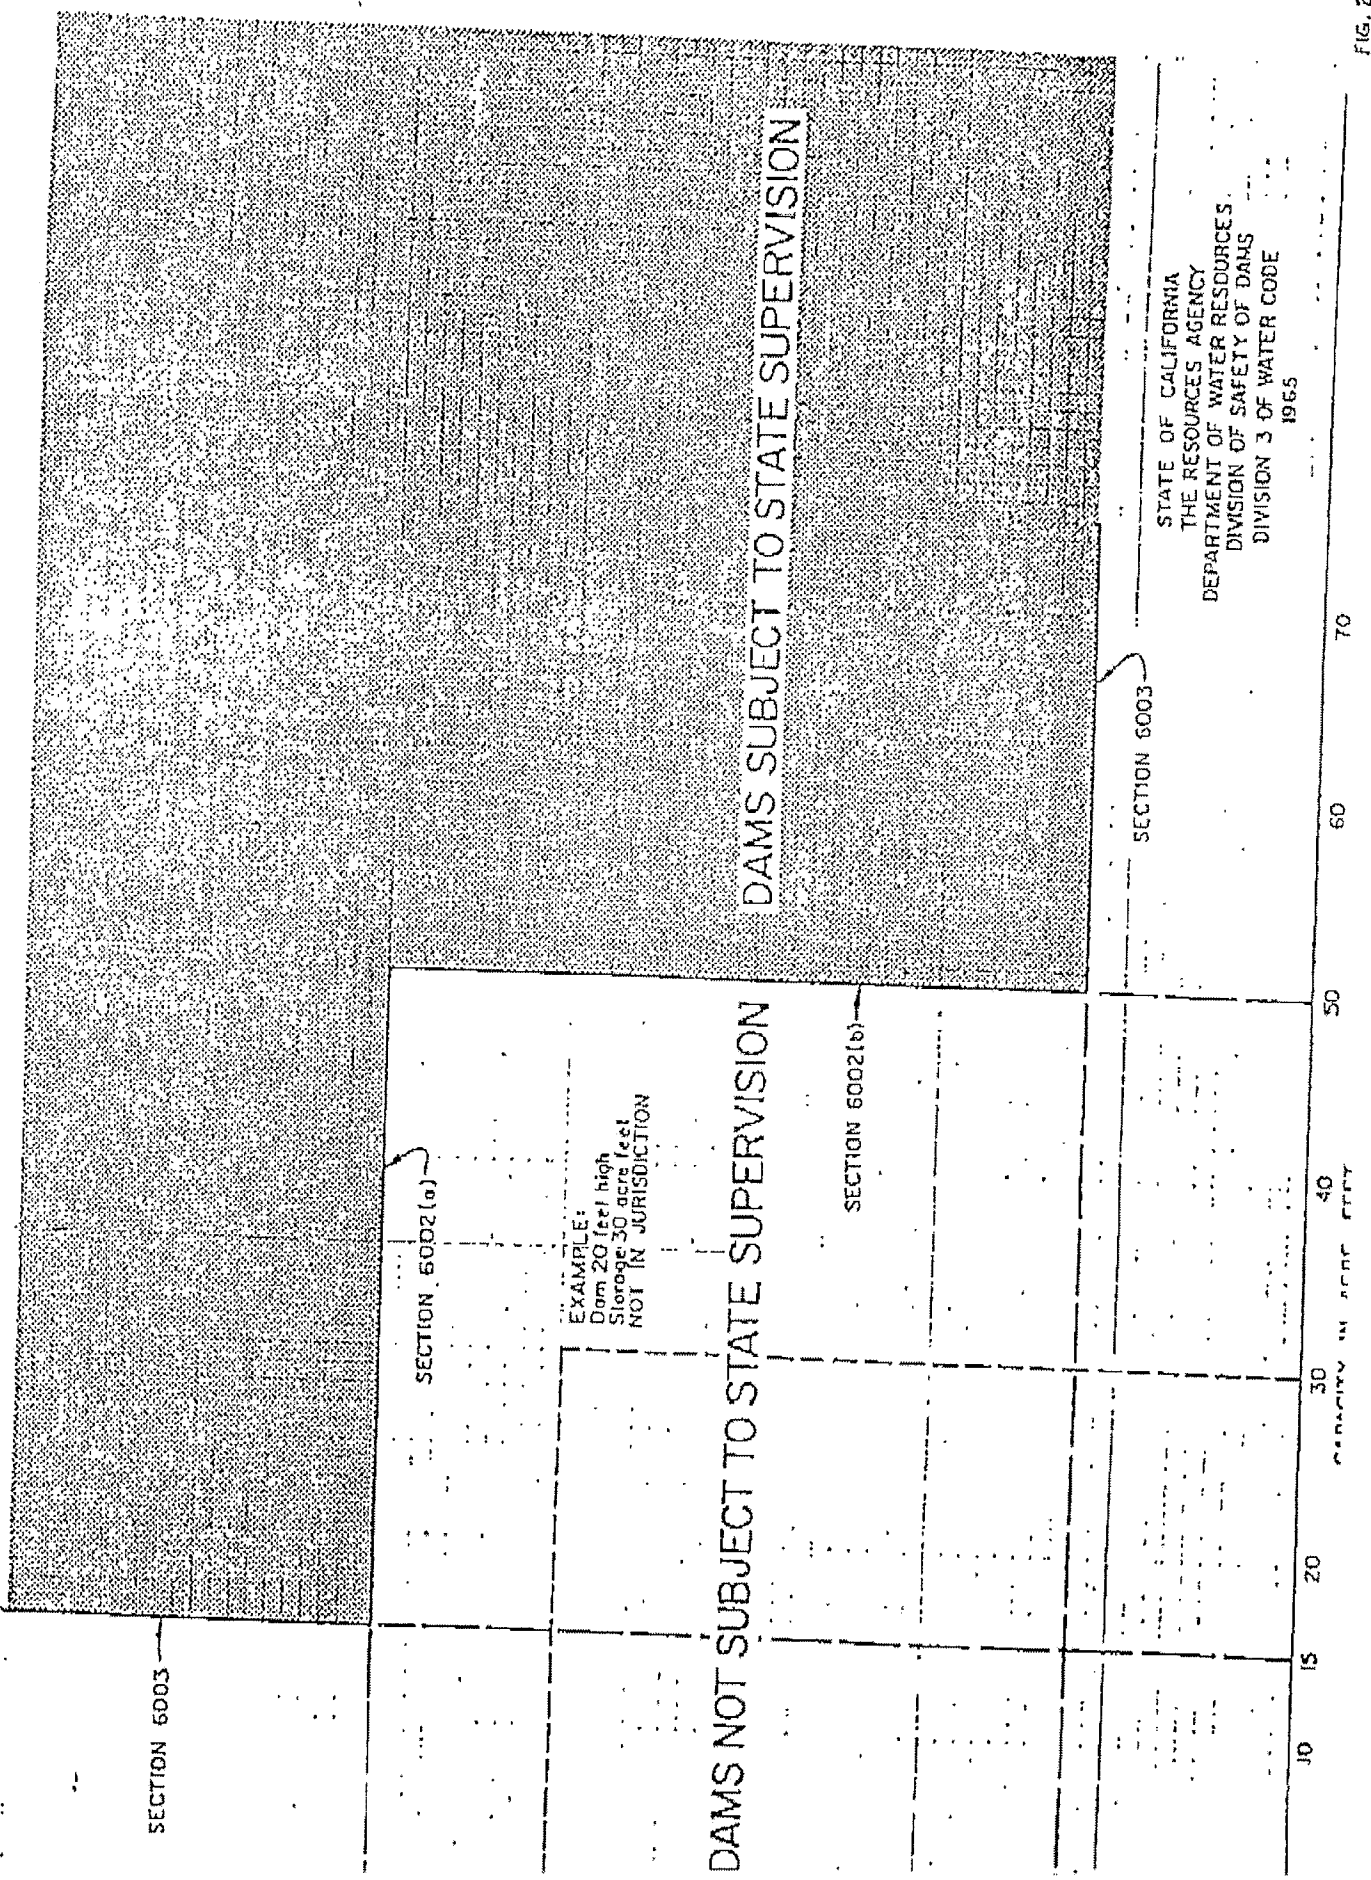 FIG. 2
SECTION 6003
DAMS SUBJECT TO STATE SUPERVISION
SECTION 6002(a)
EXAMPLE:
Dam 20 feet high
Storage 30 acre feet
NOT IN JURISDICTION
DAMS NOT SUBJECT TO STATE SUPERVISION
SECTION 6002(b)
SECTION 6003
STATE OF CALIFORNIA
THE RESOURCES AGENCY
DEPARTMENT OF WATER RESOURCES
DIVISION OF SAFETY OF DAMS
DIVISION 3 OF WATER CODE
1965
10 15 20 30 40 50 60 70